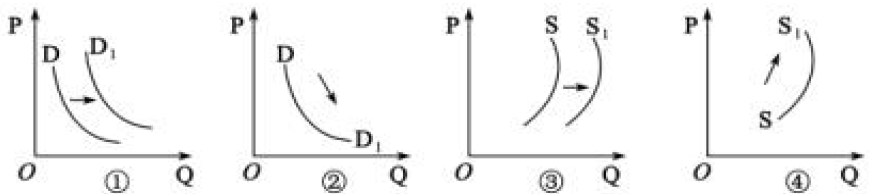 P D D₁ O Q ①
P D D₁ O Q ②
P S S₁ O Q ③
P S₁ S O Q ④